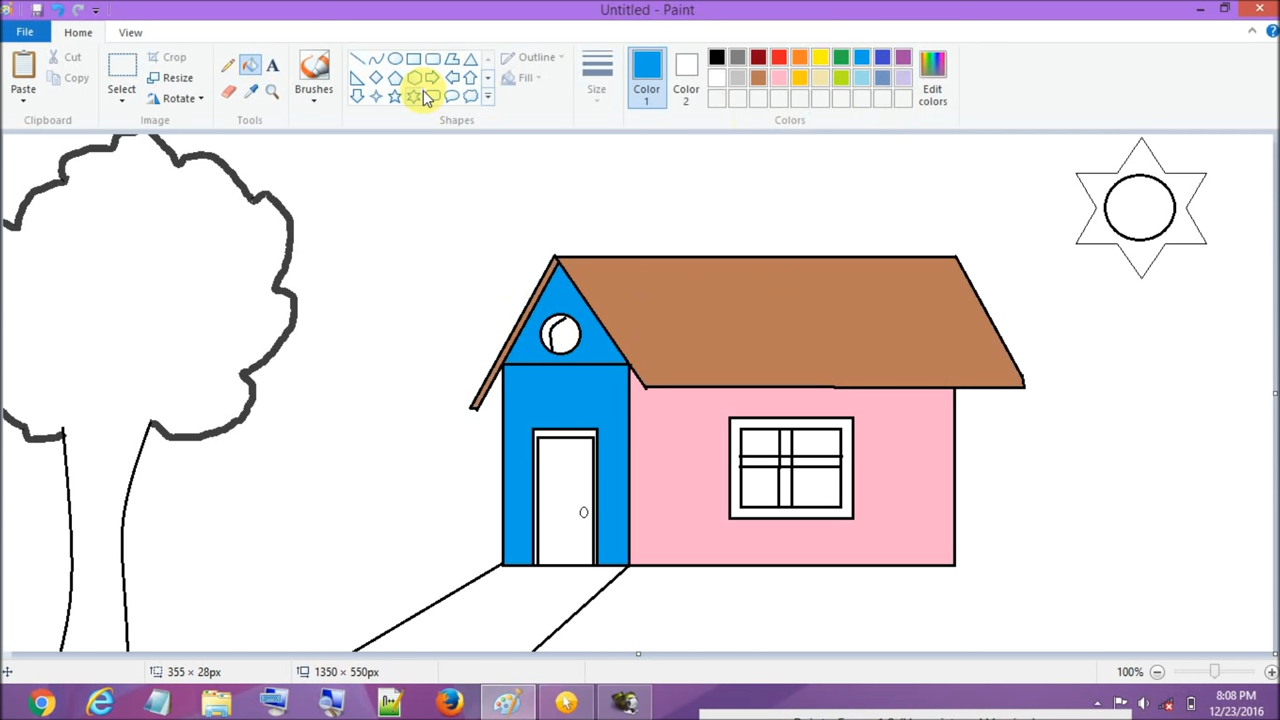 Untitled - Paint
File Home View
Paste
Cut
Copy
Clipboard
Select
Crop
Resize
Rotate
Image
A
Tools
Brushes
Outline
Fill
Shapes
Size
Color 1
Color 2
Edit colors
Colors
355 × 28px
1350 × 550px
100%
8:08 PM
12/23/2016